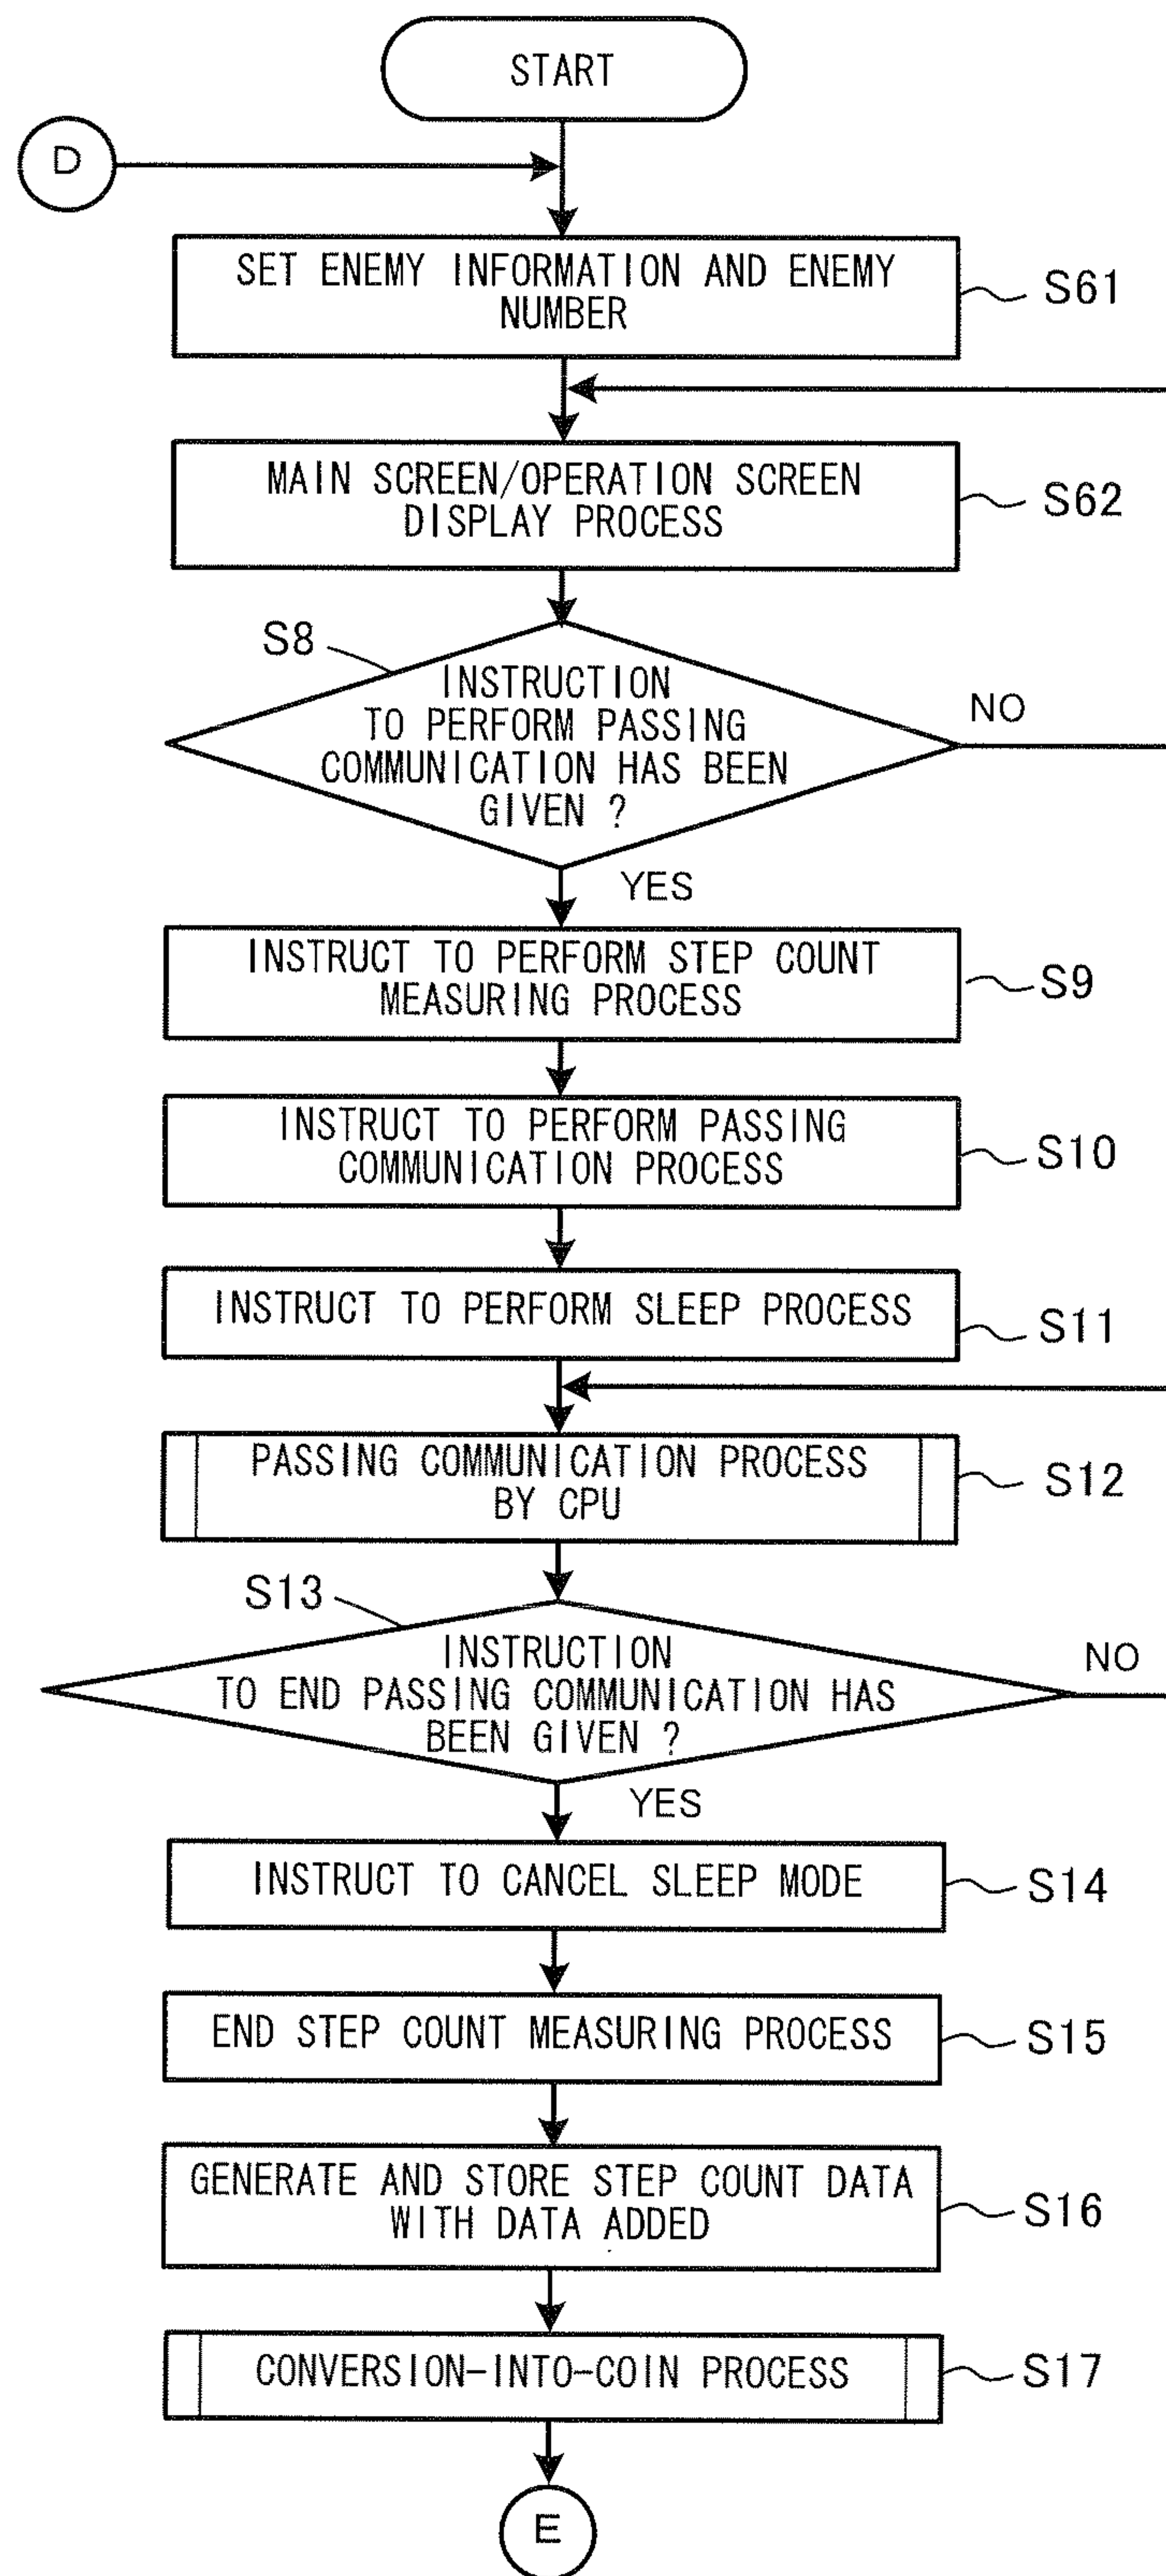 START
D
SET ENEMY INFORMATION AND ENEMY
NUMBER
S61
MAIN SCREEN/OPERATION SCREEN
DISPLAY PROCESS
S62
S8
INSTRUCTION
TO PERFORM PASSING
COMMUNICATION HAS BEEN
GIVEN ?
NO
YES
INSTRUCT TO PERFORM STEP COUNT
MEASURING PROCESS
S9
INSTRUCT TO PERFORM PASSING
COMMUNICATION PROCESS
S10
INSTRUCT TO PERFORM SLEEP PROCESS
S11
PASSING COMMUNICATION PROCESS
BY CPU
S12
S13
INSTRUCTION
TO END PASSING COMMUNICATION HAS
BEEN GIVEN ?
NO
YES
INSTRUCT TO CANCEL SLEEP MODE
S14
END STEP COUNT MEASURING PROCESS
S15
GENERATE AND STORE STEP COUNT DATA
WITH DATA ADDED
S16
CONVERSION-INTO-COIN PROCESS
S17
E